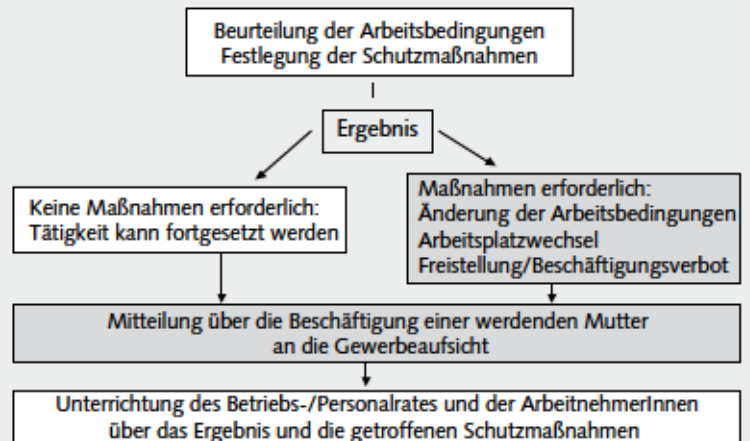 Beurteilung der Arbeitsbedingungen
Festlegung der Schutzmaßnahmen
Ergebnis
Keine Maßnahmen erforderlich:
Tätigkeit kann fortgesetzt werden
Maßnahmen erforderlich:
Änderung der Arbeitsbedingungen
Arbeitsplatzwechsel
Freistellung/Beschäftigungsverbot
Mitteilung über die Beschäftigung einer werdenden Mutter
an die Gewerbeaufsicht
Unterrichtung des Betriebs-/Personalrates und der ArbeitnehmerInnen
über das Ergebnis und die getroffenen Schutzmaßnahmen